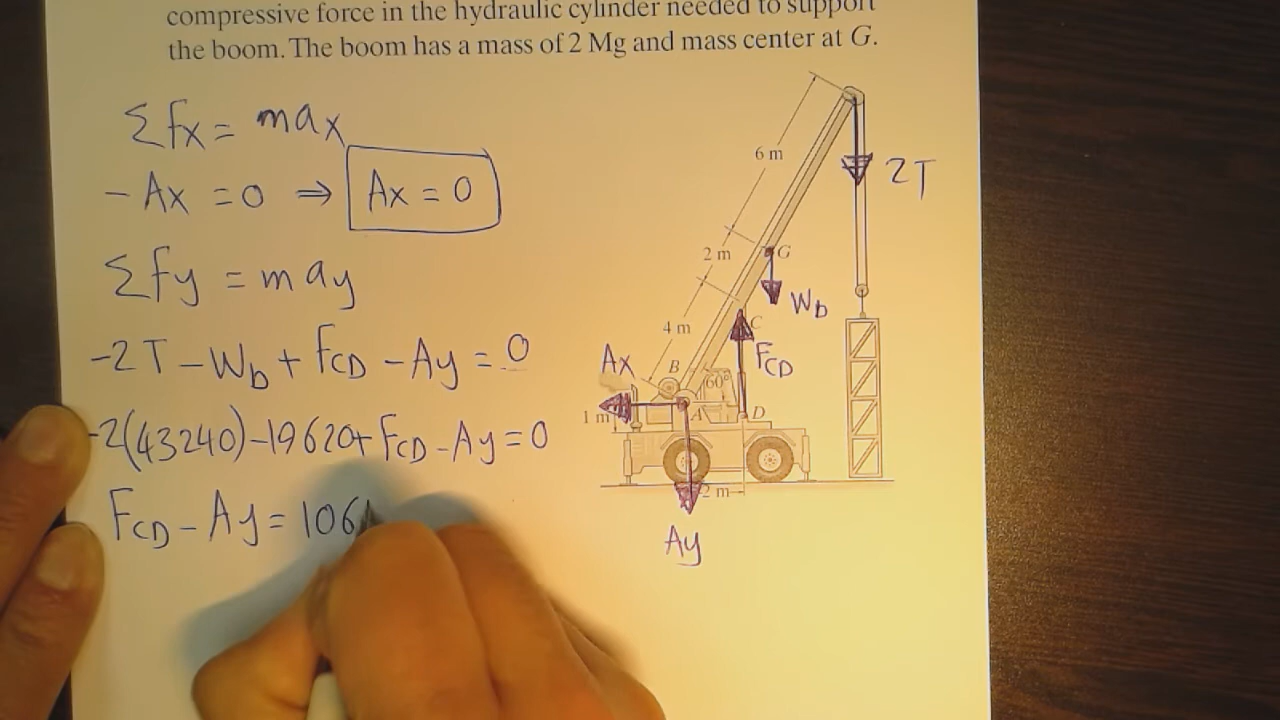 compressive force in the hydraulic cylinder needed to support
the boom. The boom has a mass of 2 Mg and mass center at G.
Σfx = max
-Ax = 0 ⇒ Ax = 0
Σfy = may
-2T - Wb + FCD - Ay = 0
-2(43240) - 19620 + FCD - Ay = 0
FCD - Ay = 106
6 m
2T
G
2 m
Wb
C
4 m
FCD
Ax
B
60°
1 m
A
D
2 m
Ay